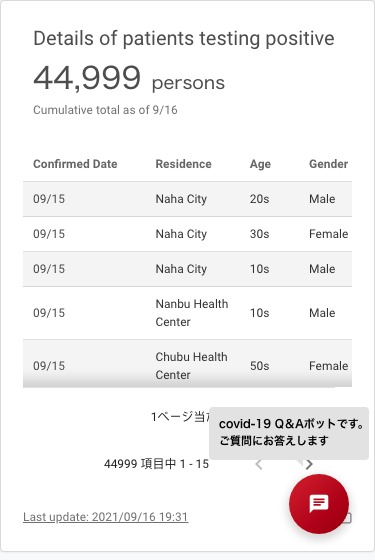 Details of patients testing positive
44,999 persons
Cumulative total as of 9/16
Confirmed Date Residence Age Gender
09/15 Naha City 20s Male
09/15 Naha City 30s Female
09/15 Naha City 10s Male
09/15 Nanbu Health
Center 10s Male
09/15 Chubu Health
Center 50s Female
1ページ当
covid-19 Q&Aボットです。
ご質問にお答えします
44999 項目中 1 - 15
Last update: 2021/09/16 19:31